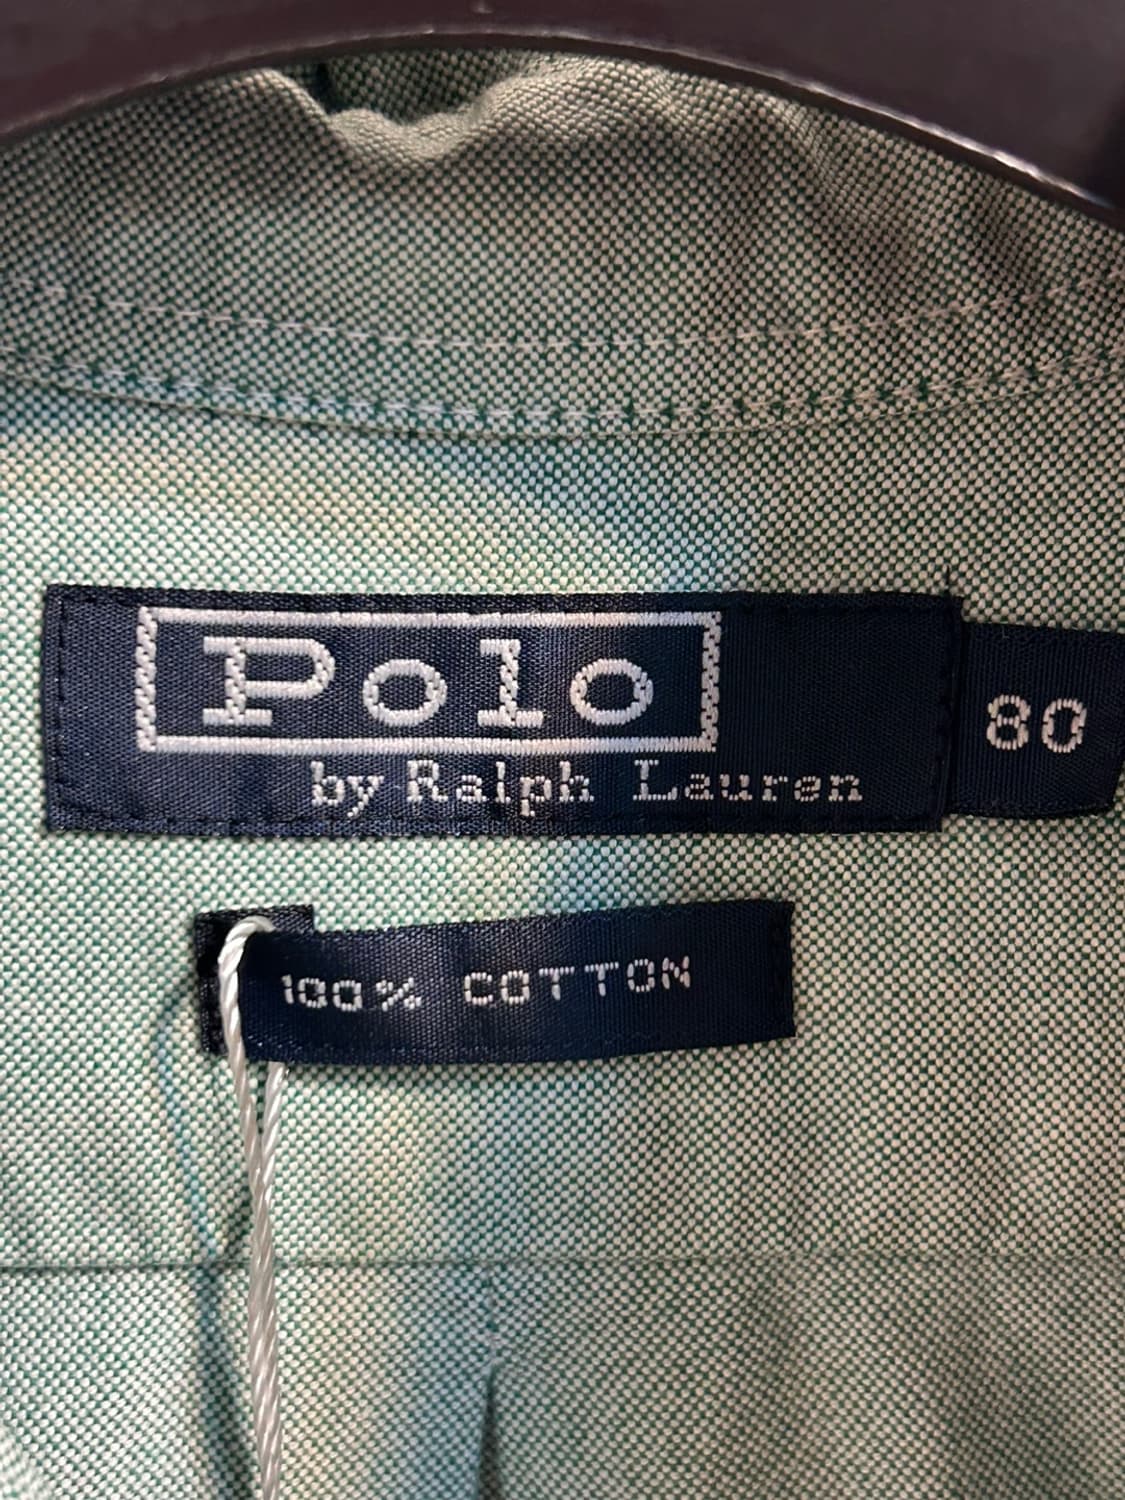 Polo
by Ralph Lauren
80
100% COTTON